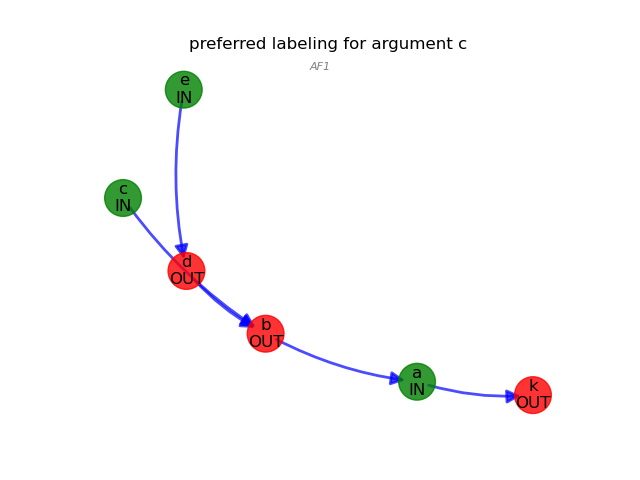 preferred labeling for argument c
AF1
e
IN
c
IN
d
OUT
b
OUT
a
IN
k
OUT